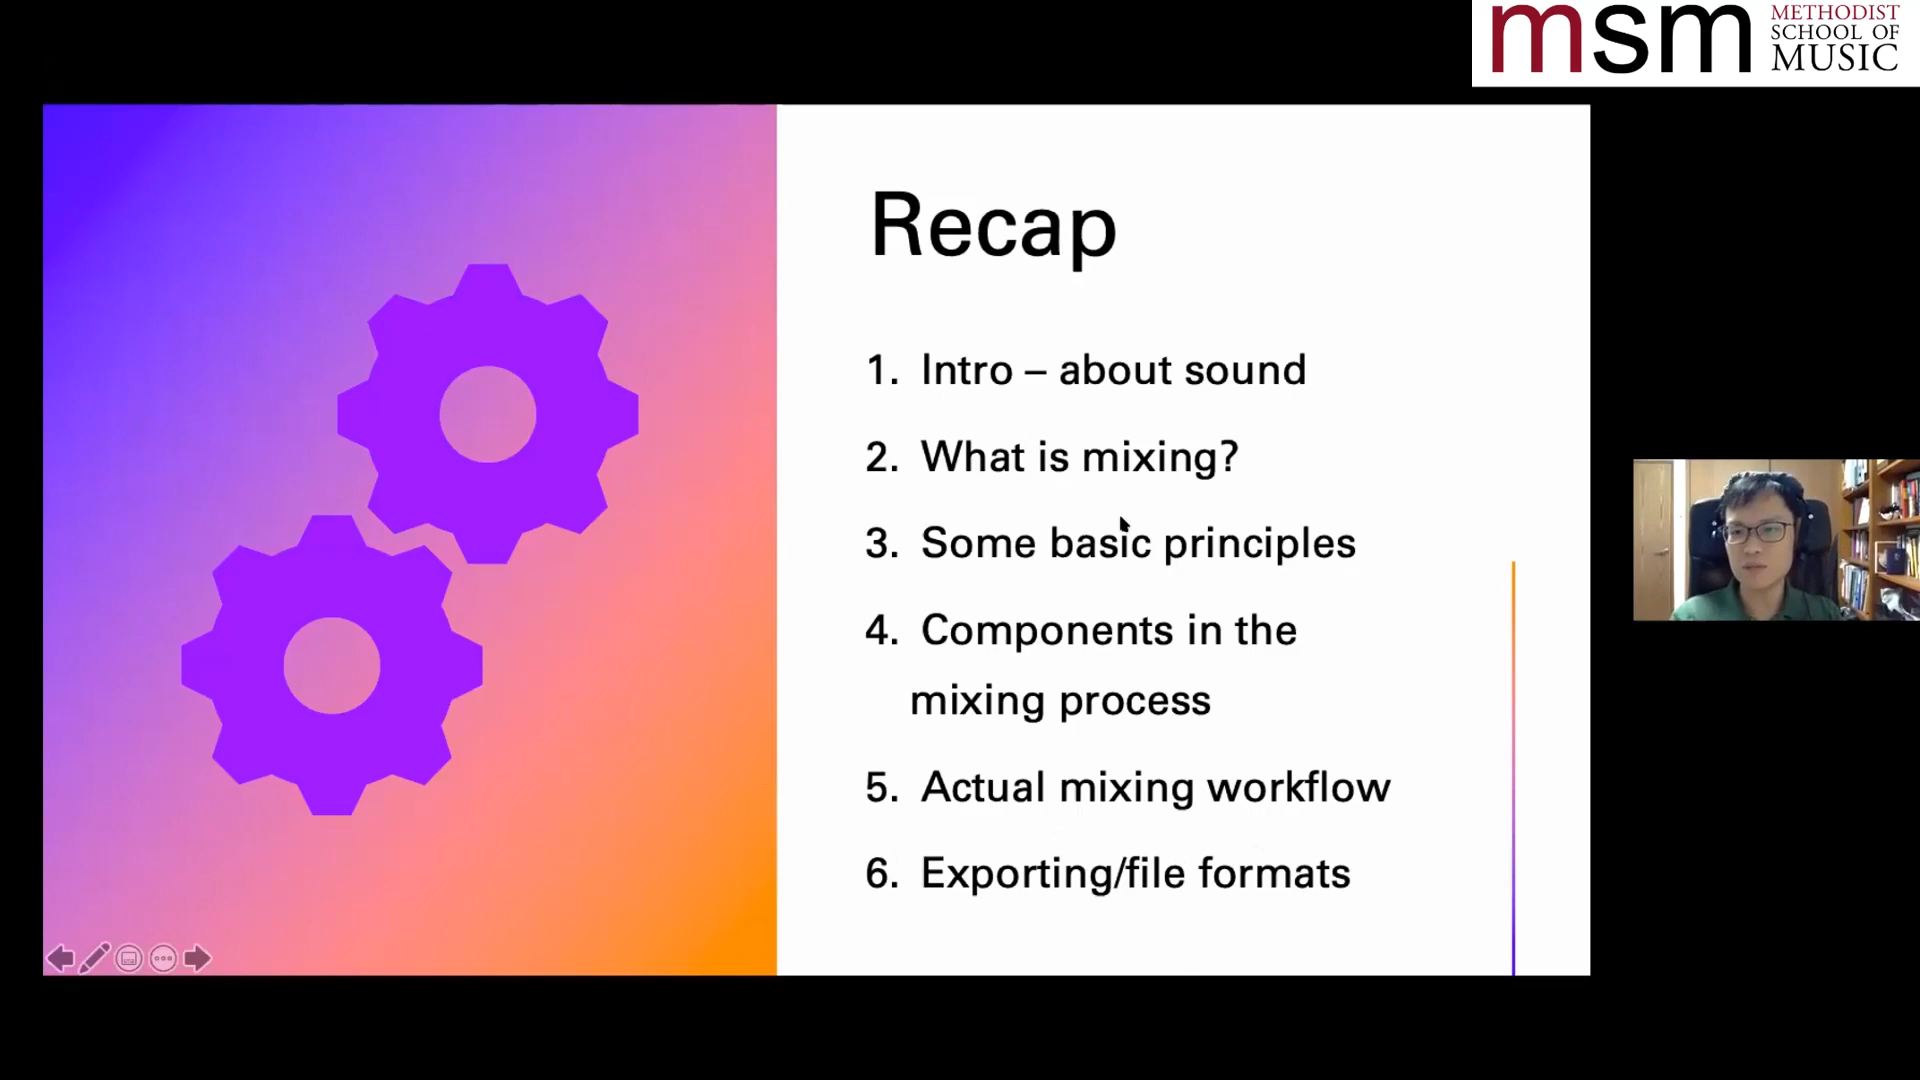 msm
METHODIST
SCHOOL OF
MUSIC
Recap
1. Intro – about sound
2. What is mixing?
3. Some basic principles
4. Components in the
mixing process
5. Actual mixing workflow
6. Exporting/file formats